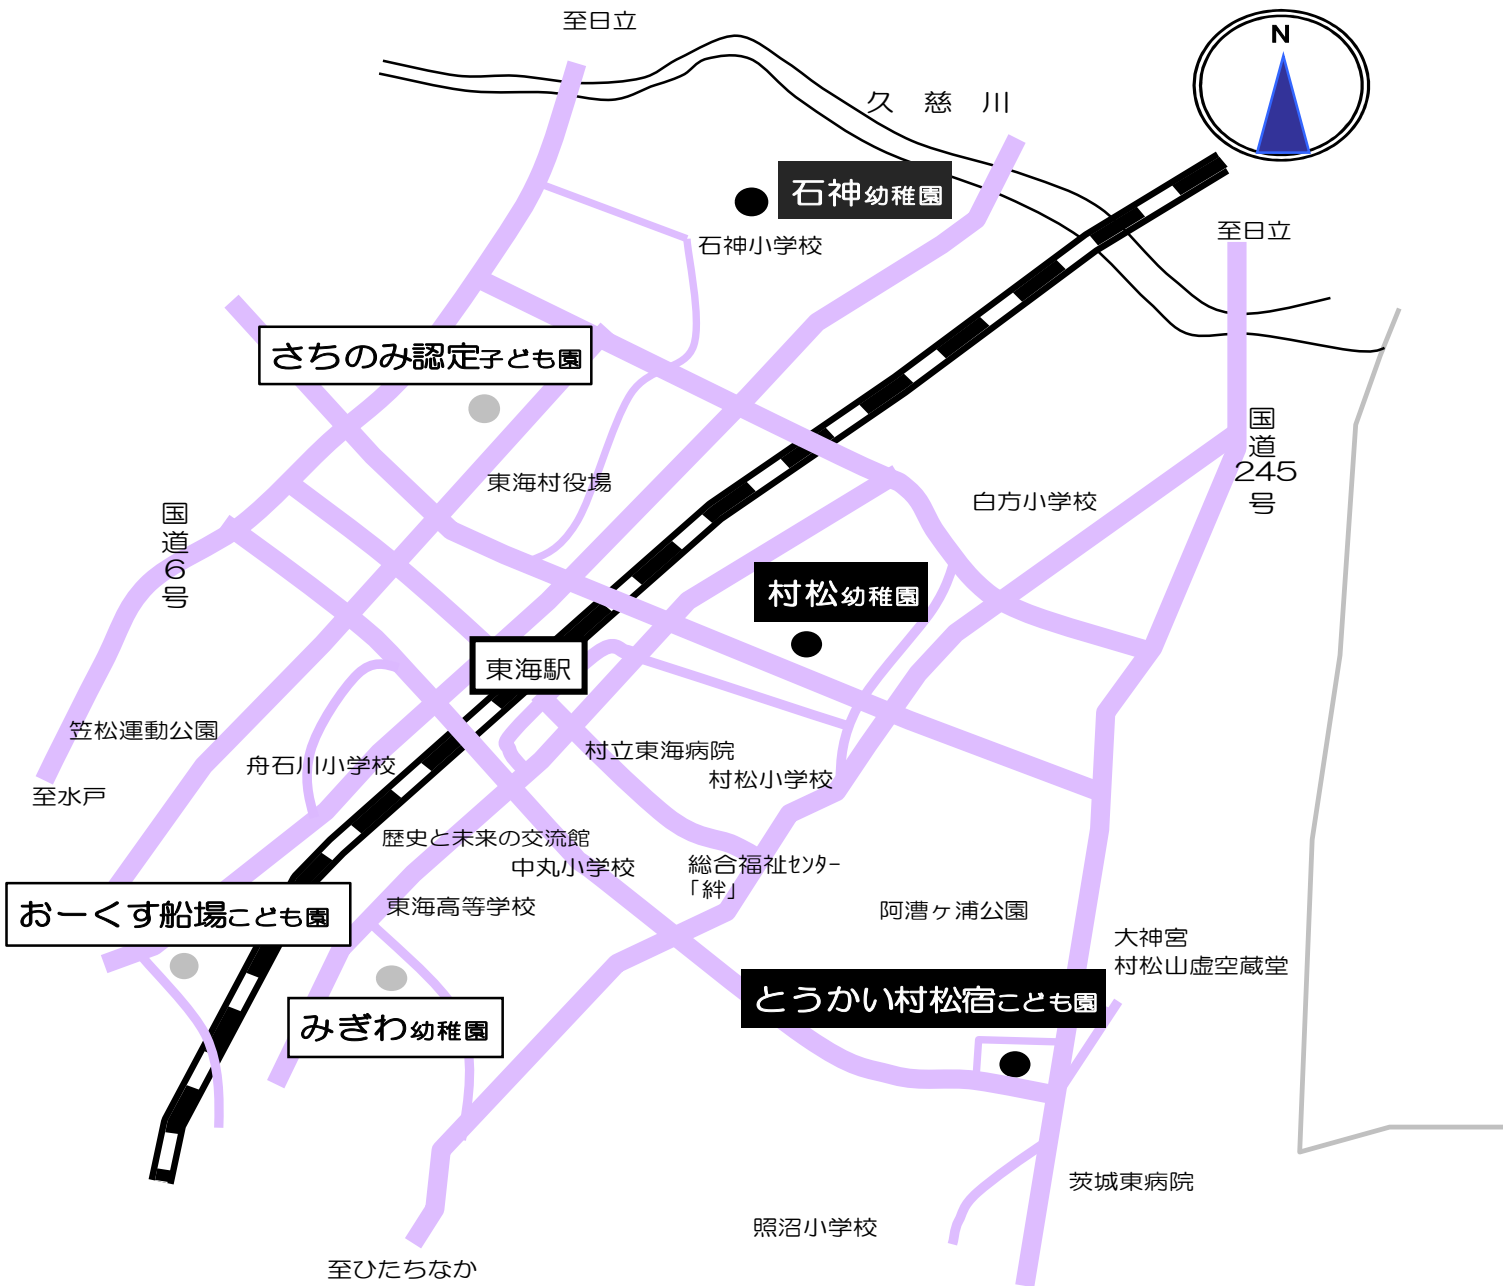 至日立
N
久 慈 川
石神幼稚園
石神小学校
至日立
さちのみ認定子ども園
国道245号
東海村役場
白方小学校
国道6号
村松幼稚園
東海駅
笠松運動公園
村立東海病院
舟石川小学校
村松小学校
至水戸
歴史と未来の交流館
中丸小学校
総合福祉センター
「絆」
おーくす船場こども園
東海高等学校
阿漕ヶ浦公園
大神宮
村松山虚空蔵堂
とうかい村松宿こども園
みぎわ幼稚園
茨城東病院
照沼小学校
至ひたちなか